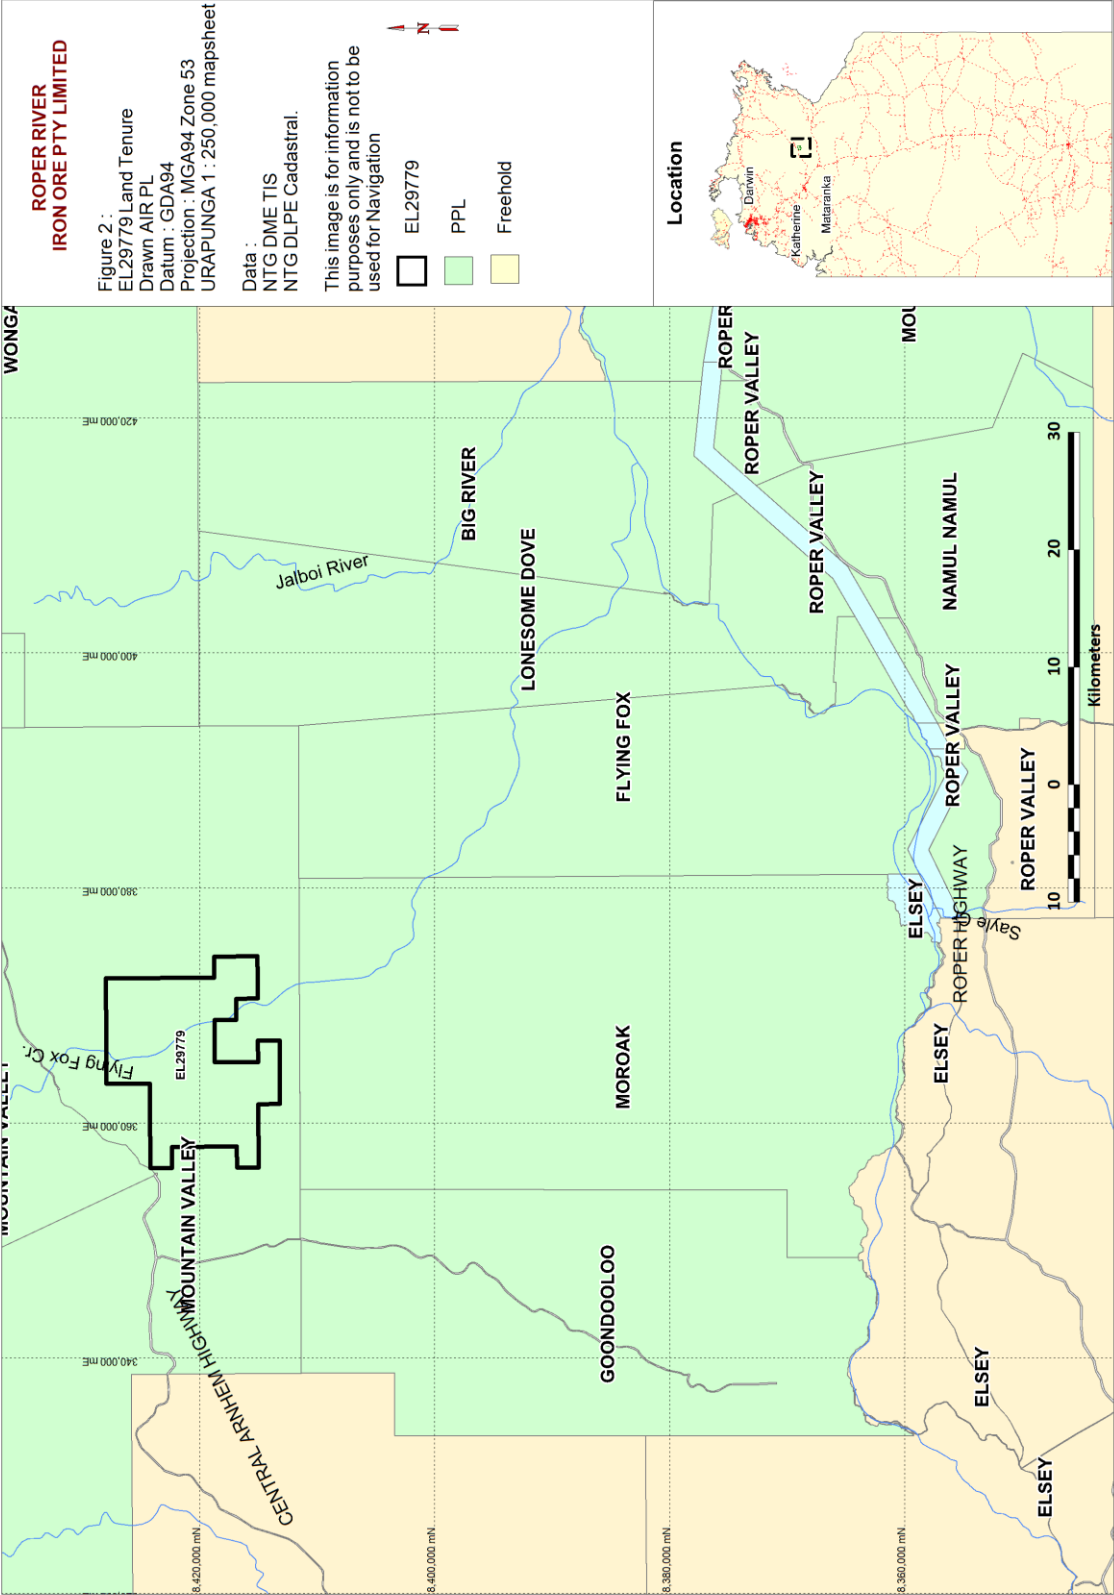 ROPER RIVER
IRON ORE PTY LIMITED
Figure 2 :
EL29779 Land Tenure
Drawn AIR PL
Datum : GDA94
Projection : MGA94 Zone 53
URAPUNGA 1 : 250,000 mapsheet
Data :
NTG DME TIS
NTG DLPE Cadastral.
This image is for information
purposes only and is not to be
used for Navigation
N
EL29779
PPL
Freehold
Location
Darwin
Katherine
Mataranka
WONGA
MOUNTAIN VALLEY
Flying Fox Cr.
EL29779
MOUNTAIN VALLEY
CENTRAL ARNHEM HIGHWAY
Jalboi River
BIG RIVER
LONESOME DOVE
FLYING FOX
MOROAK
GOONDOOLOO
ROPER
ROPER VALLEY
ROPER VALLEY
MOU
NAMUL NAMUL
ROPER VALLEY
ROPER VALLEY
ELSEY
ROPER HIGHWAY
Sayle
ELSEY
ELSEY
ELSEY
340,000 mE
360,000 mE
380,000 mE
400,000 mE
420,000 mE
8,420,000 mN
8,400,000 mN
8,380,000 mN
8,360,000 mN
10 0 10 20 30
Kilometers